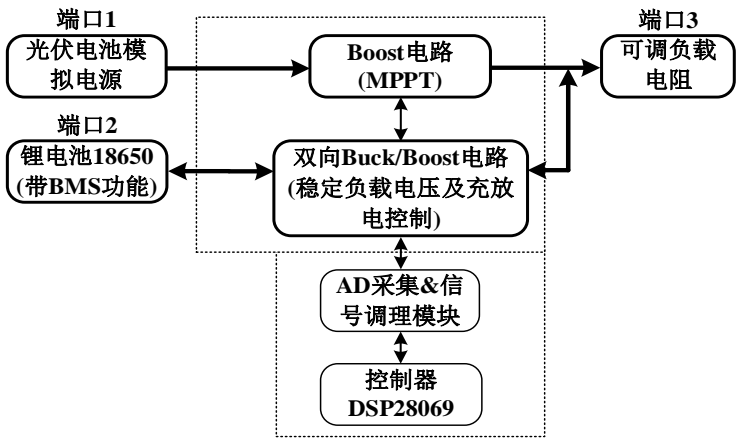 端口1
光伏电池模
拟电源
Boost电路
(MPPT)
端口3
可调负载
电阻
端口2
锂电池18650
(带BMS功能)
双向Buck/Boost电路
(稳定负载电压及充放
电控制)
AD采集&信
号调理模块
控制器
DSP28069